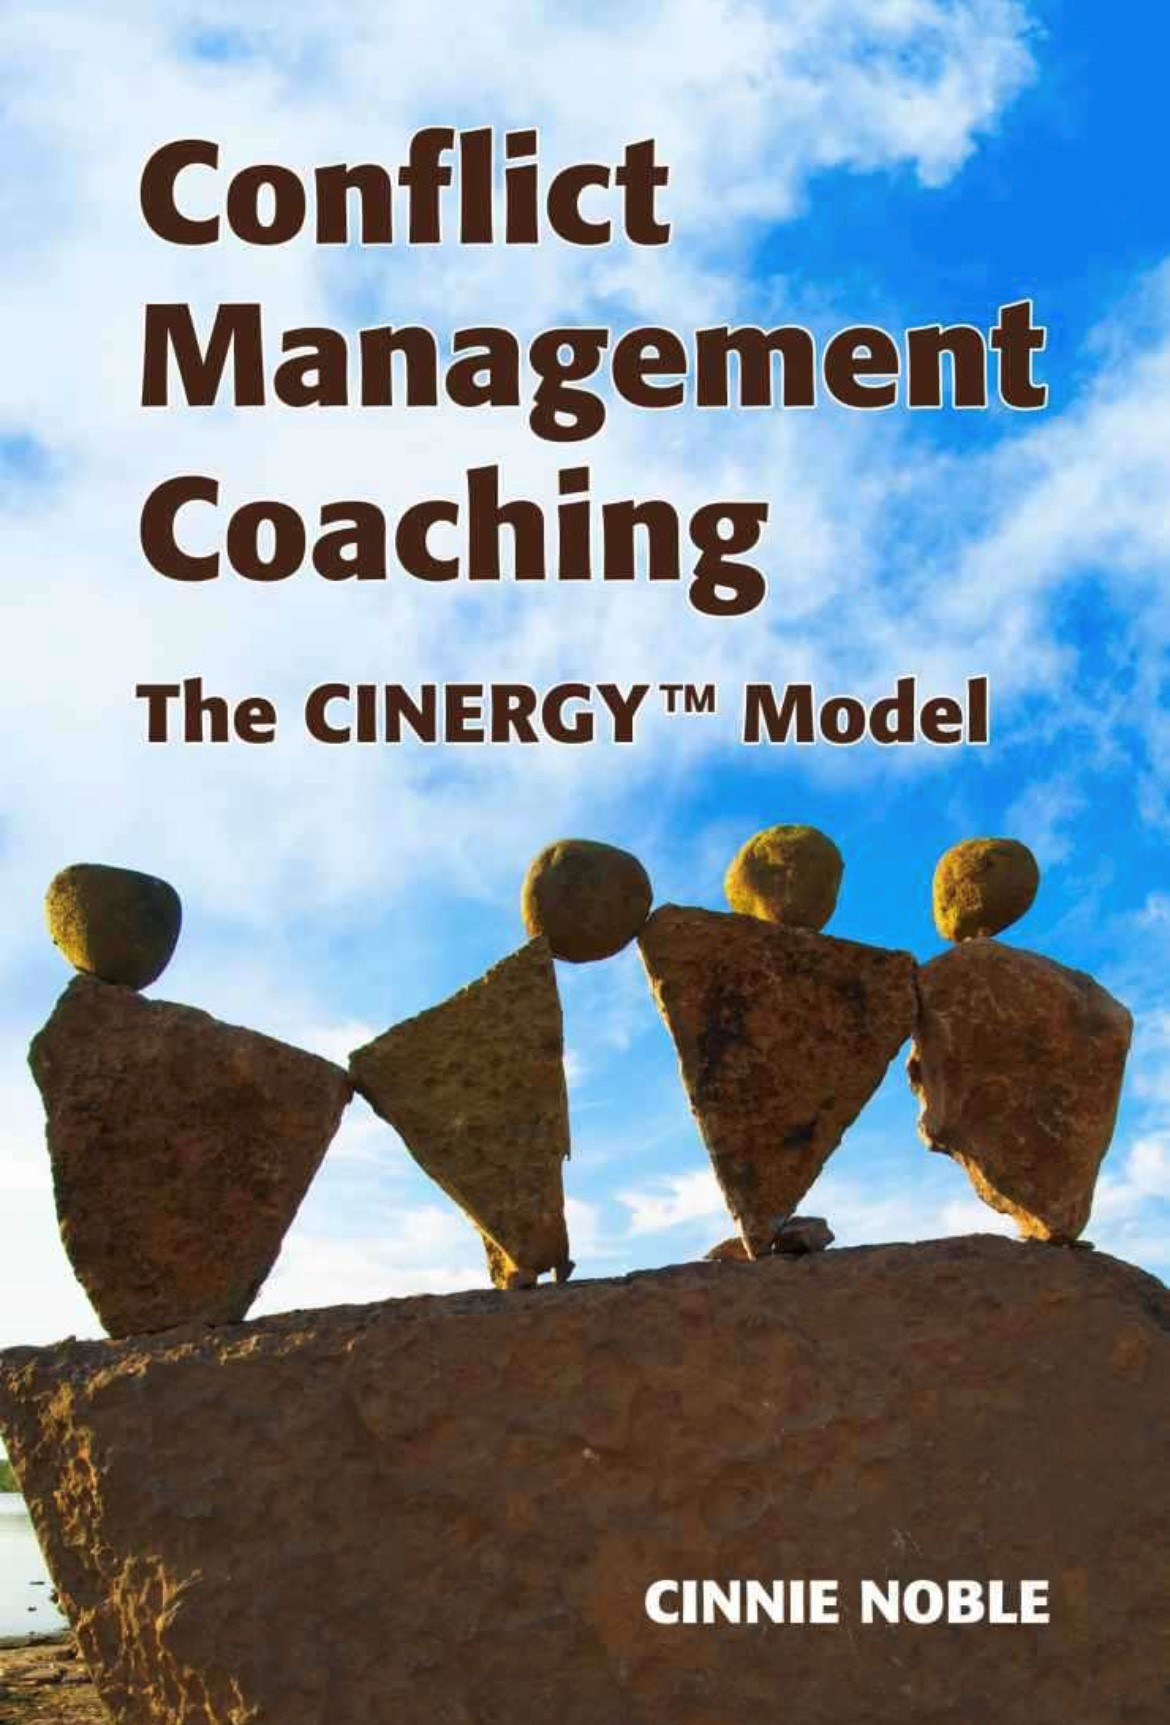 Conflict
Management
Coaching
The CINERGY™ Model
CINNIE NOBLE